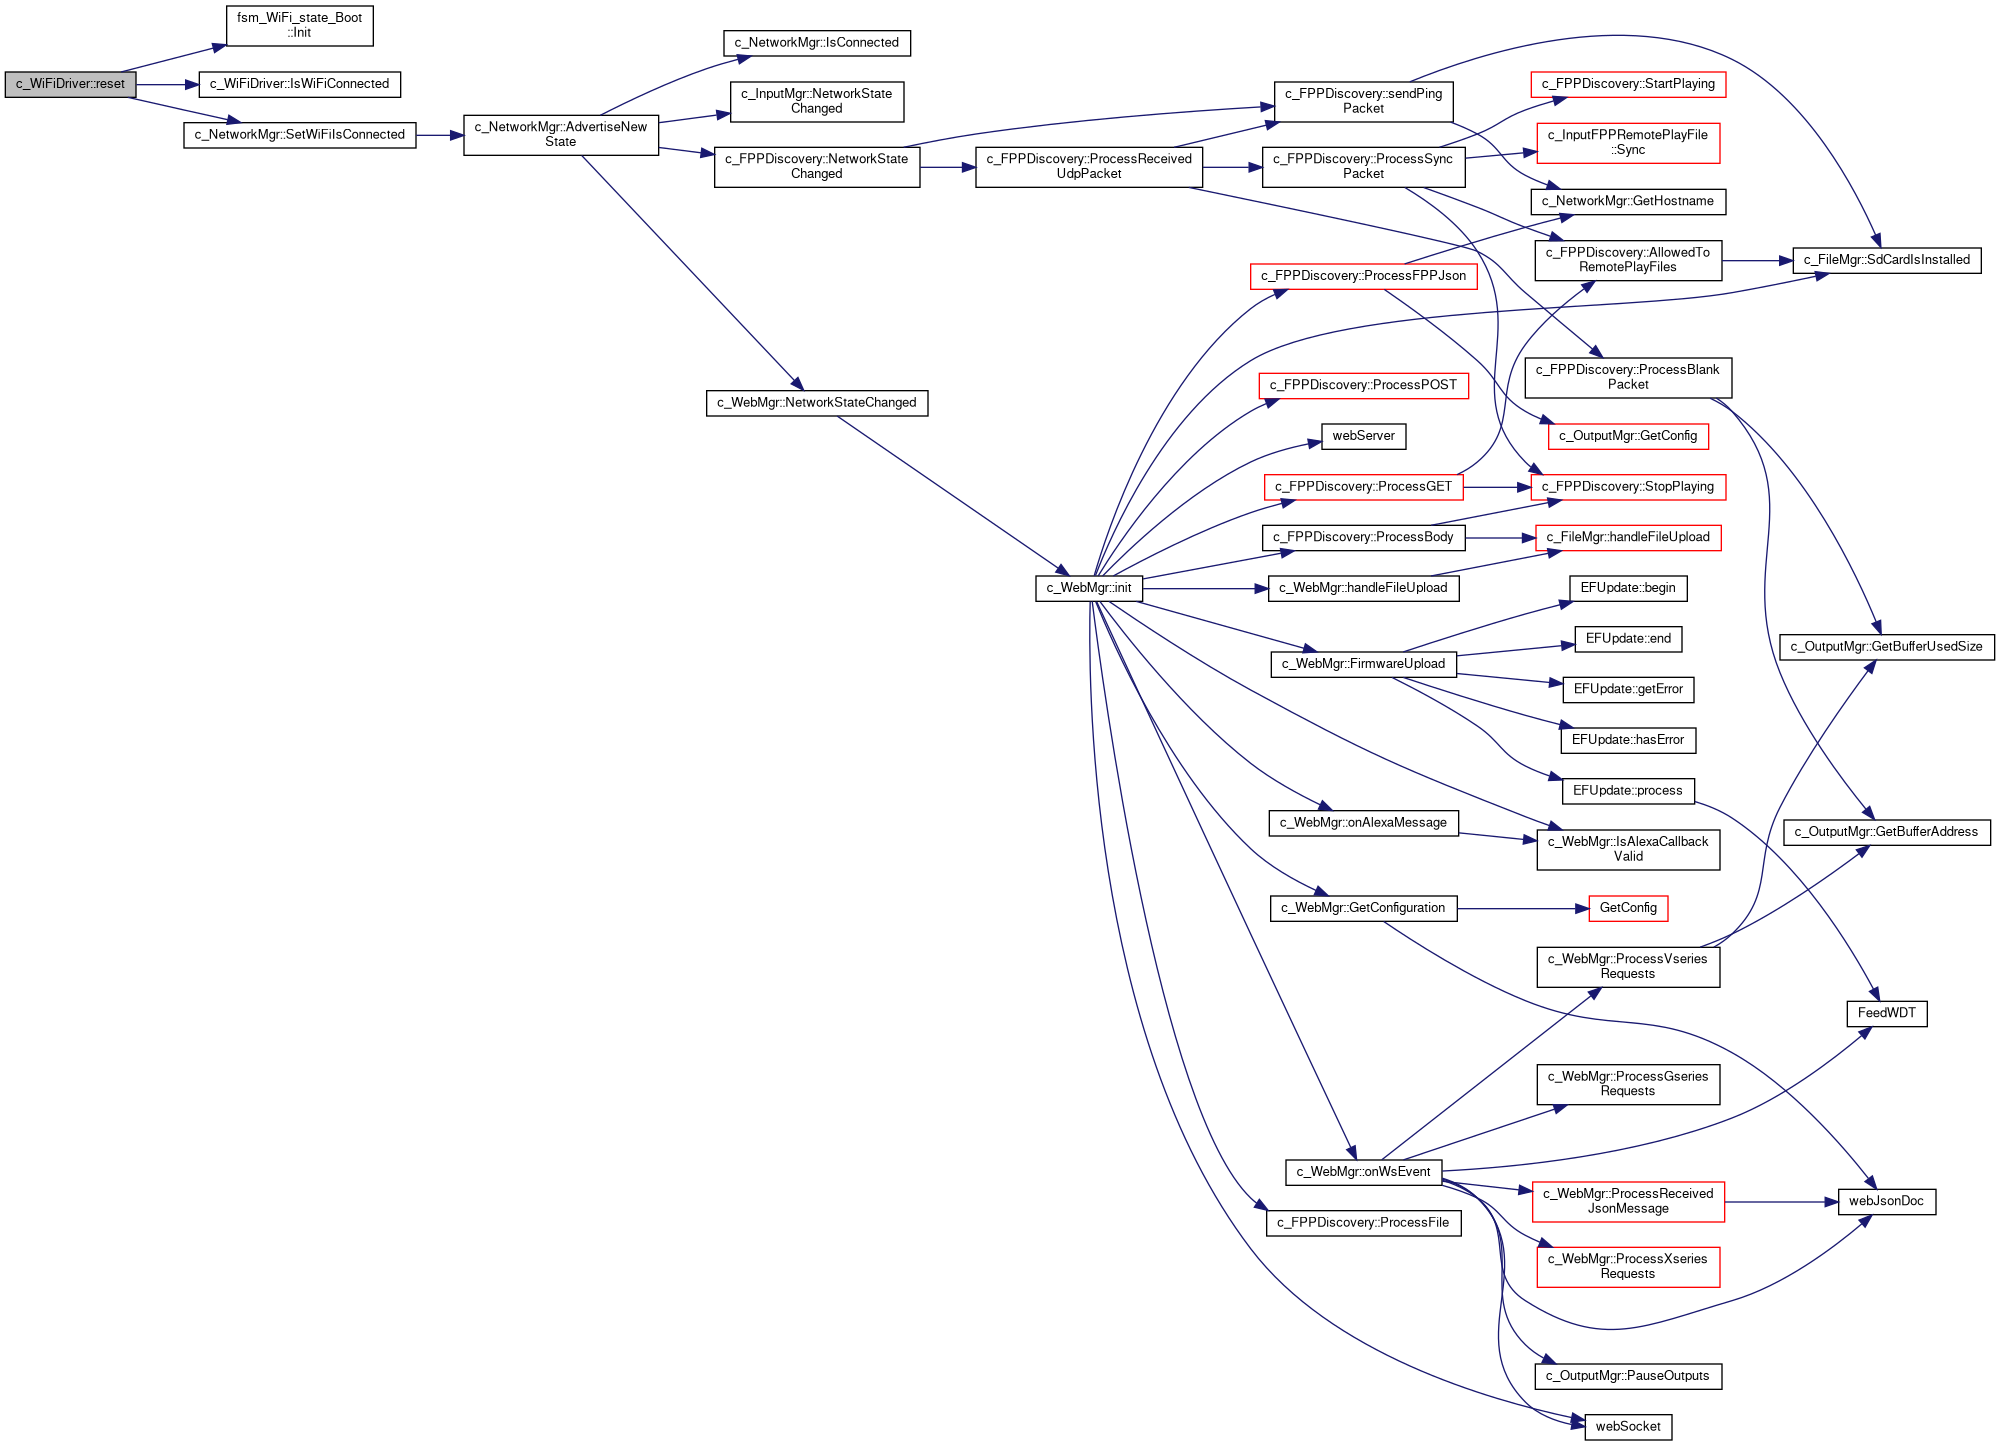 c_WiFiDriver::reset
fsm_WiFi_state_Boot
::Init
c_WiFiDriver::IsWiFiConnected
c_NetworkMgr::SetWiFiIsConnected
c_NetworkMgr::AdvertiseNew
State
c_NetworkMgr::IsConnected
c_InputMgr::NetworkState
Changed
c_FPPDiscovery::NetworkState
Changed
c_WebMgr::NetworkStateChanged
c_FPPDiscovery::ProcessReceived
UdpPacket
c_WebMgr::init
c_FPPDiscovery::sendPing
Packet
c_FPPDiscovery::ProcessSync
Packet
c_FPPDiscovery::ProcessFPPJson
c_FPPDiscovery::ProcessPOST
webServer
c_FPPDiscovery::ProcessGET
c_FPPDiscovery::ProcessBody
c_WebMgr::handleFileUpload
c_WebMgr::FirmwareUpload
c_WebMgr::onAlexaMessage
c_WebMgr::GetConfiguration
c_WebMgr::onWsEvent
c_FPPDiscovery::ProcessFile
c_FPPDiscovery::StartPlaying
c_InputFPPRemotePlayFile
::Sync
c_NetworkMgr::GetHostname
c_FPPDiscovery::AllowedTo
RemotePlayFiles
c_FPPDiscovery::ProcessBlank
Packet
c_OutputMgr::GetConfig
c_FPPDiscovery::StopPlaying
c_FileMgr::handleFileUpload
EFUpdate::begin
EFUpdate::end
EFUpdate::getError
EFUpdate::hasError
EFUpdate::process
c_WebMgr::IsAlexaCallback
Valid
GetConfig
c_WebMgr::ProcessVseries
Requests
c_WebMgr::ProcessGseries
Requests
c_WebMgr::ProcessReceived
JsonMessage
c_WebMgr::ProcessXseries
Requests
c_OutputMgr::PauseOutputs
webSocket
c_FileMgr::SdCardIsInstalled
c_OutputMgr::GetBufferUsedSize
c_OutputMgr::GetBufferAddress
FeedWDT
webJsonDoc